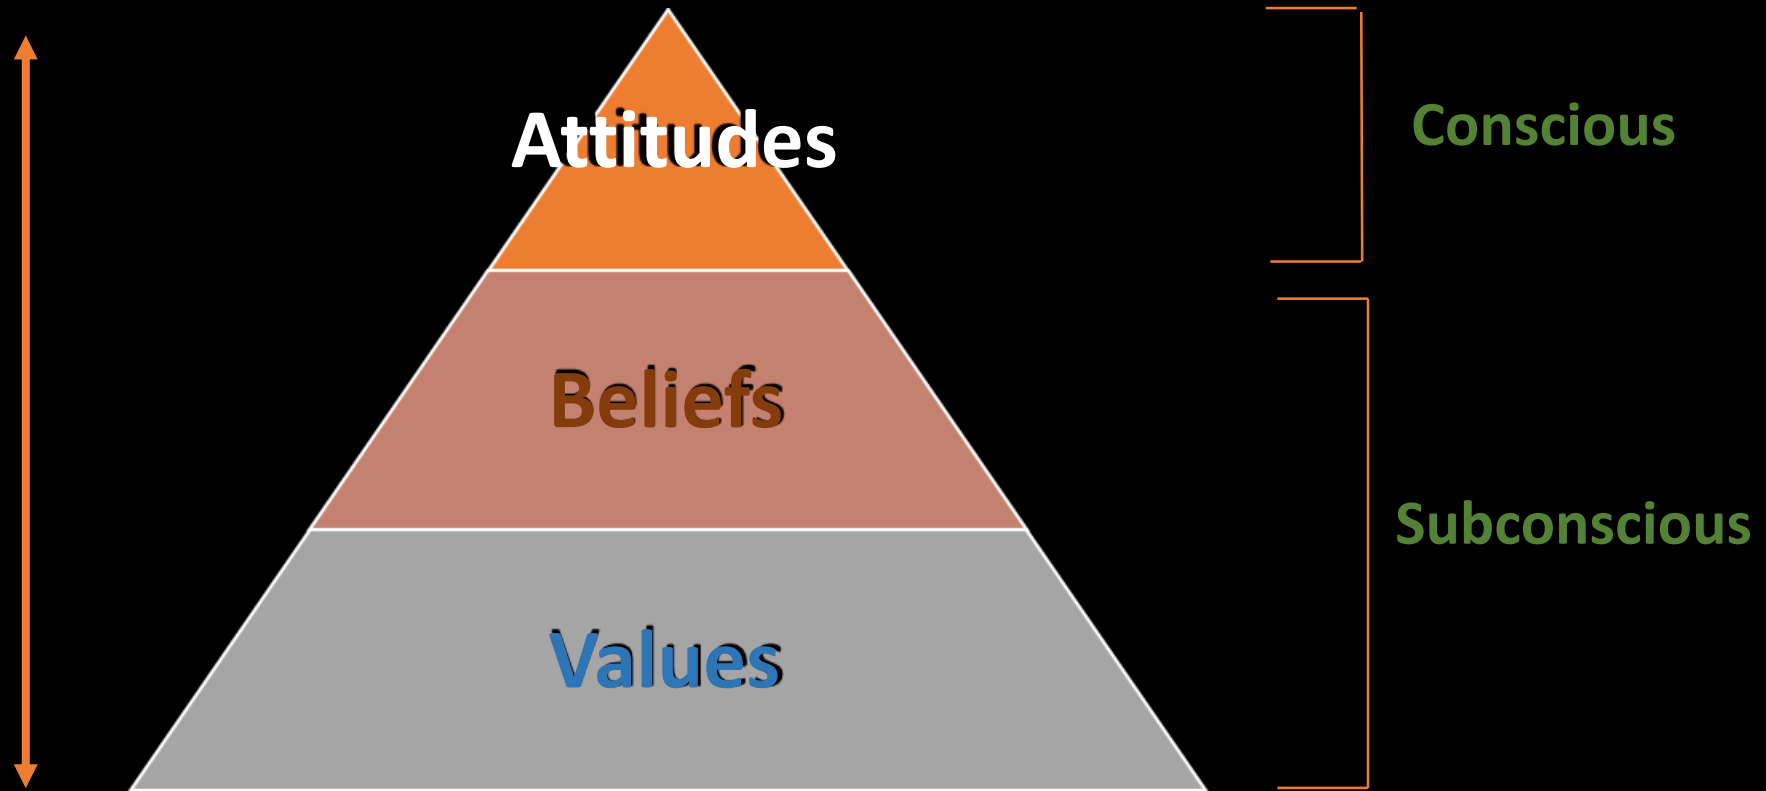 Attitudes
Conscious
Beliefs
Subconscious
Values